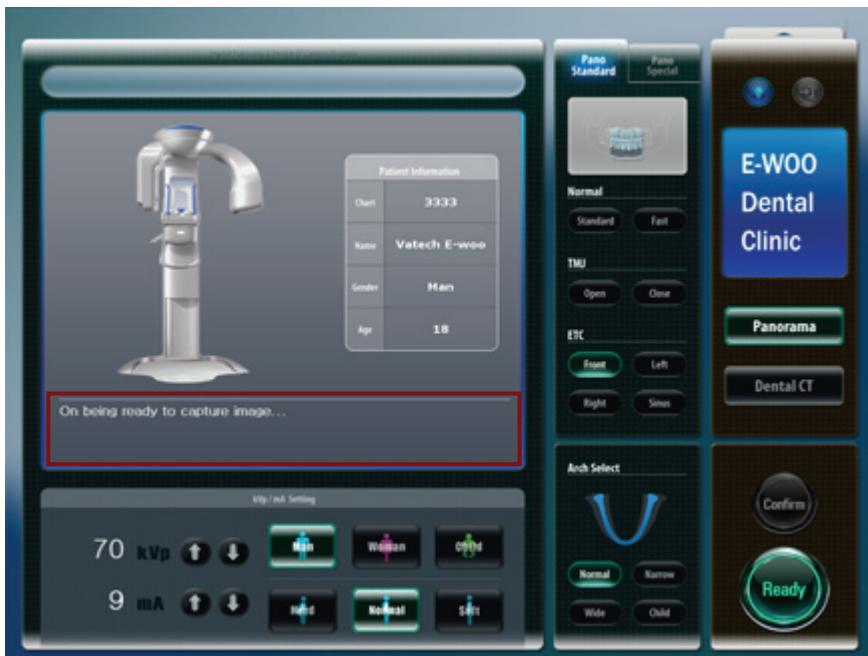 Patient Information
Chart 3333
Name Vatech E-woo
Gender Man
Age 18
On being ready to capture image...
kVp / mA Setting
70 kVp
Man Woman Child
9 mA
Hard Normal Soft
Pano Standard
Pano Special
Normal
Standard Fast
TMJ
Open Close
ETC
Front Left
Right Sinus
Arch Select
Normal Narrow
Wide Child
E-WOO
Dental
Clinic
Panorama
Dental CT
Confirm
Ready